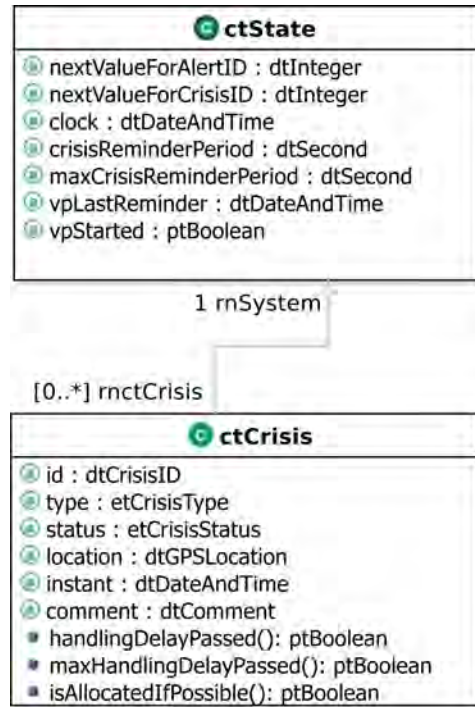 C ctState
nextValueForAlertID : dtInteger
nextValueForCrisisID : dtInteger
clock : dtDateAndTime
crisisReminderPeriod : dtSecond
maxCrisisReminderPeriod : dtSecond
vpLastReminder : dtDateAndTime
vpStarted : ptBoolean
1 rnSystem
[0..*] rnctCrisis
C ctCrisis
id : dtCrisisID
type : etCrisisType
status : etCrisisStatus
location : dtGPSLocation
instant : dtDateAndTime
comment : dtComment
handlingDelayPassed(): ptBoolean
maxHandlingDelayPassed(): ptBoolean
isAllocatedIfPossible(): ptBoolean